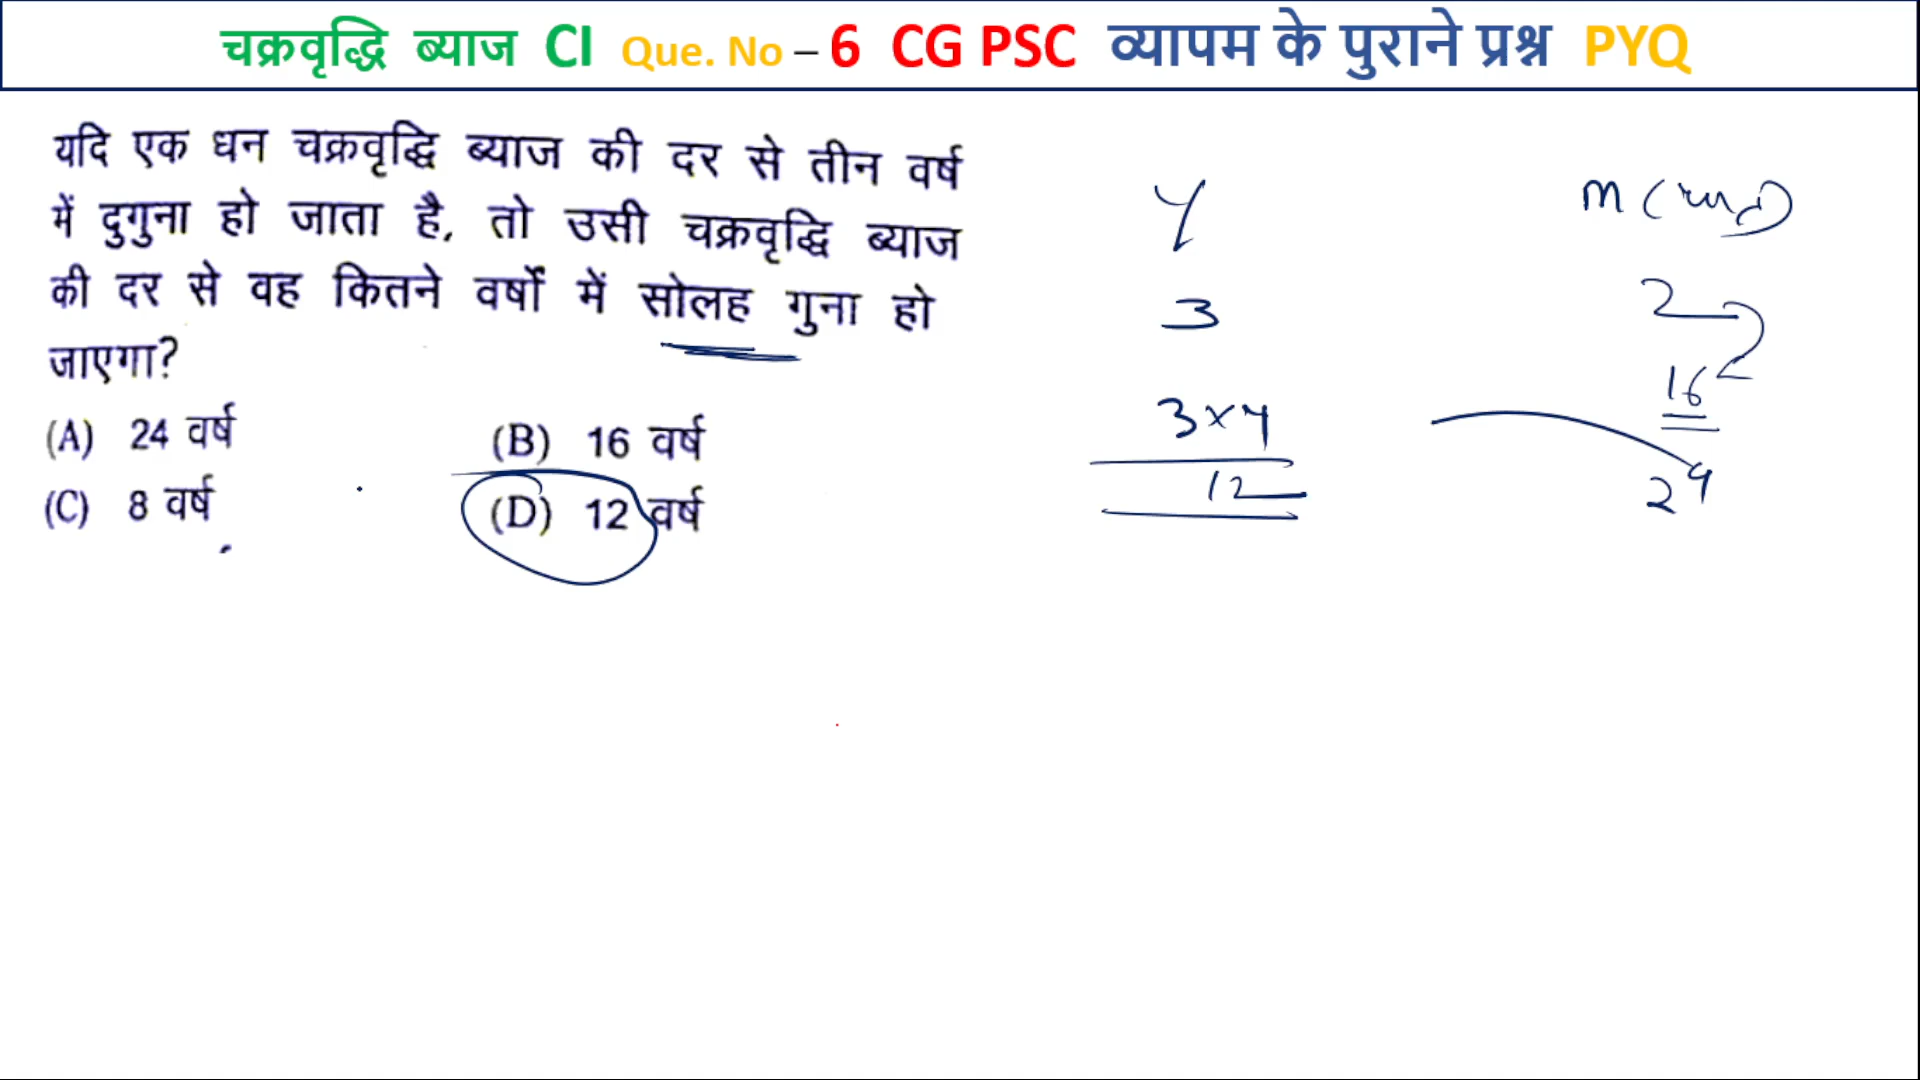 चक्रवृद्धि ब्याज CI Que. No – 6 CG PSC व्यापम के पुराने प्रश्न PYQ
यदि एक धन चक्रवृद्धि ब्याज की दर से तीन वर्ष
में दुगुना हो जाता है, तो उसी चक्रवृद्धि ब्याज
की दर से वह कितने वर्षों में सोलह गुना हो
जाएगा?
(A) 24 वर्ष (B) 16 वर्ष
(C) 8 वर्ष (D) 12 वर्ष
Y
3 2
16
3×4
12 2⁴